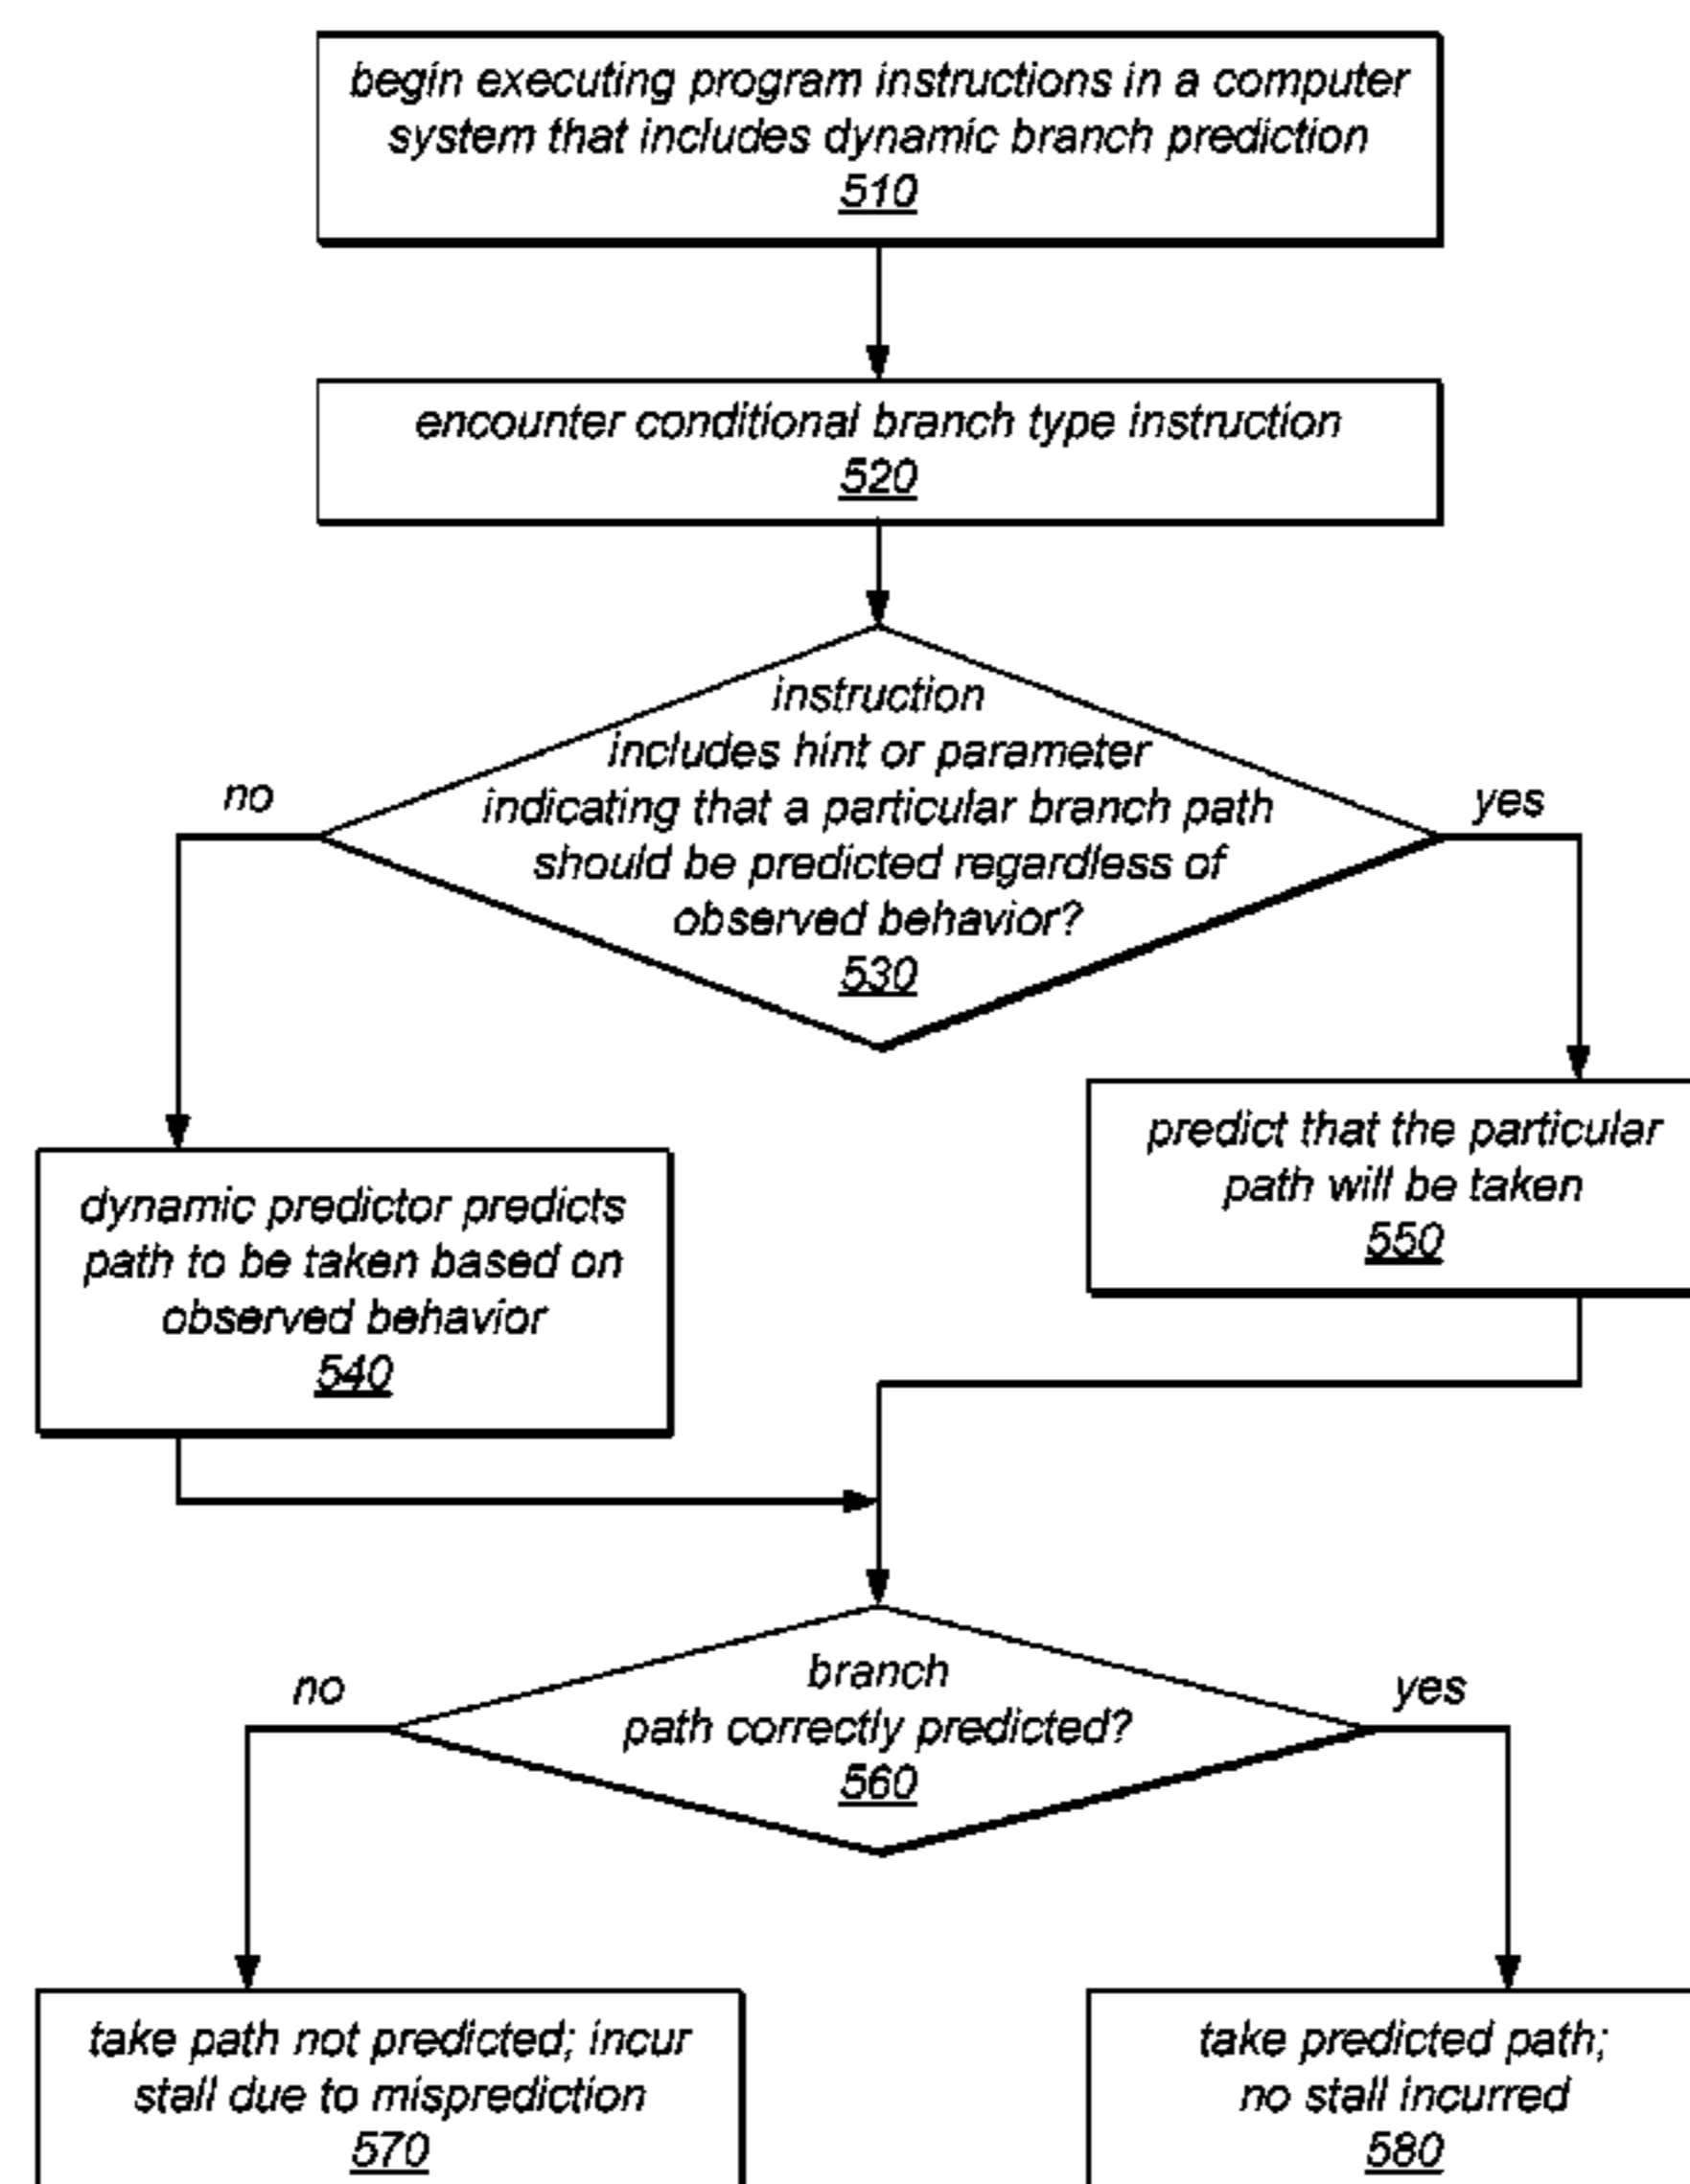 begin executing program instructions in a computer
system that includes dynamic branch prediction
510
encounter conditional branch type instruction
520
instruction
includes hint or parameter
indicating that a particular branch path
should be predicted regardless of
observed behavior?
530
no
yes
dynamic predictor predicts
path to be taken based on
observed behavior
540
predict that the particular
path will be taken
550
branch
path correctly predicted?
560
no
yes
take path not predicted; incur
stall due to misprediction
570
take predicted path;
no stall incurred
580